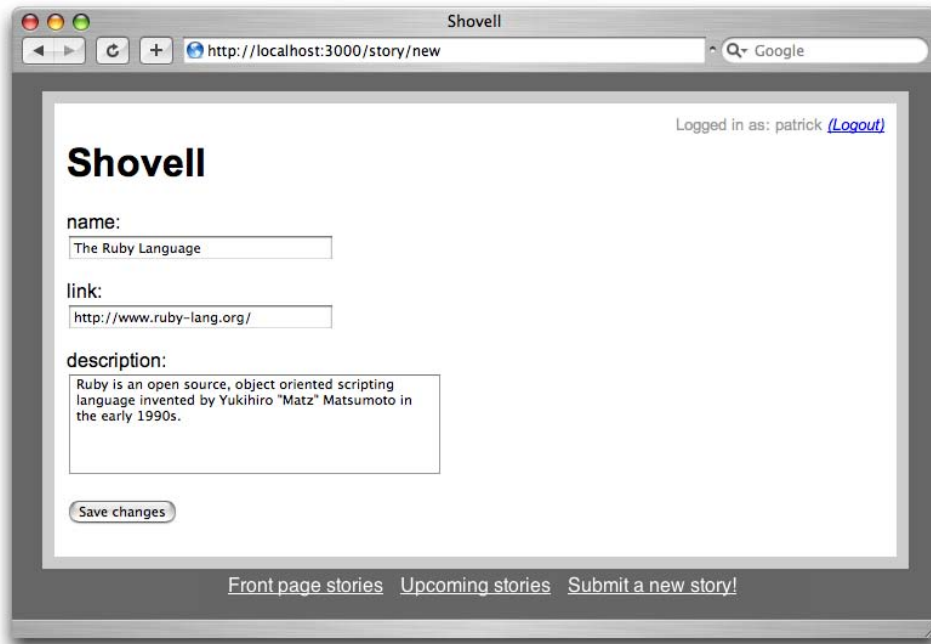 Shovell
http://localhost:3000/story/new
Google
Logged in as: patrick (Logout)
Shovell
name:
The Ruby Language
link:
http://www.ruby-lang.org/
description:
Ruby is an open source, object oriented scripting
language invented by Yukihiro "Matz" Matsumoto in
the early 1990s.
Save changes
Front page stories Upcoming stories Submit a new story!